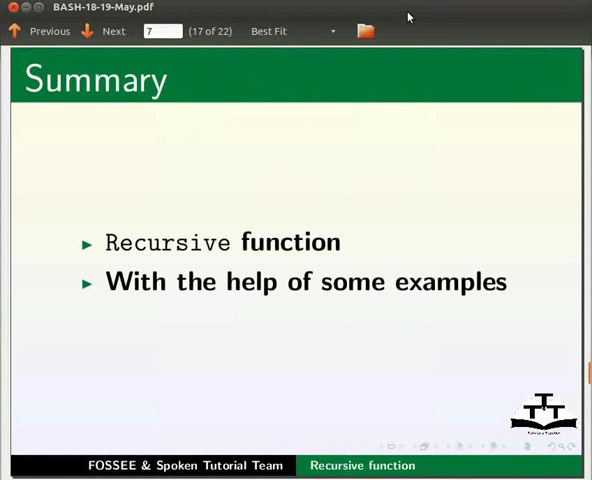 BASH-18-19-May.pdf
Previous Next 7 (17 of 22) Best Fit
Summary
Recursive function
With the help of some examples
FOSSEE & Spoken Tutorial Team Recursive function